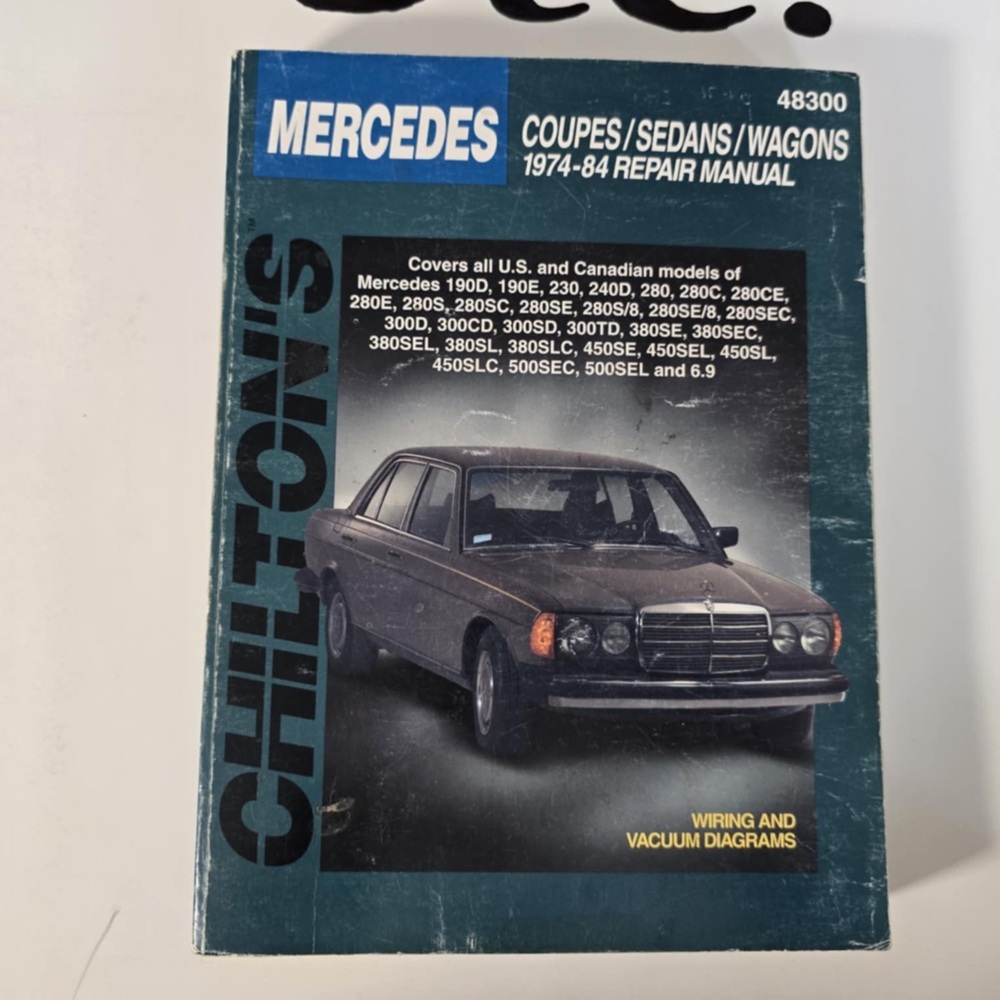 48300
MERCEDES
COUPES/SEDANS/WAGONS
1974-84 REPAIR MANUAL
CHILTON'S™
Covers all U.S. and Canadian models of
Mercedes 190D, 190E, 230, 240D, 280, 280C, 280CE,
280E, 280S, 280SC, 280SE, 280S/8, 280SE/8, 280SEC,
300D, 300CD, 300SD, 300TD, 380SE, 380SEC,
380SEL, 380SL, 380SLC, 450SE, 450SEL, 450SL,
450SLC, 500SEC, 500SEL and 6.9
WIRING AND
VACUUM DIAGRAMS